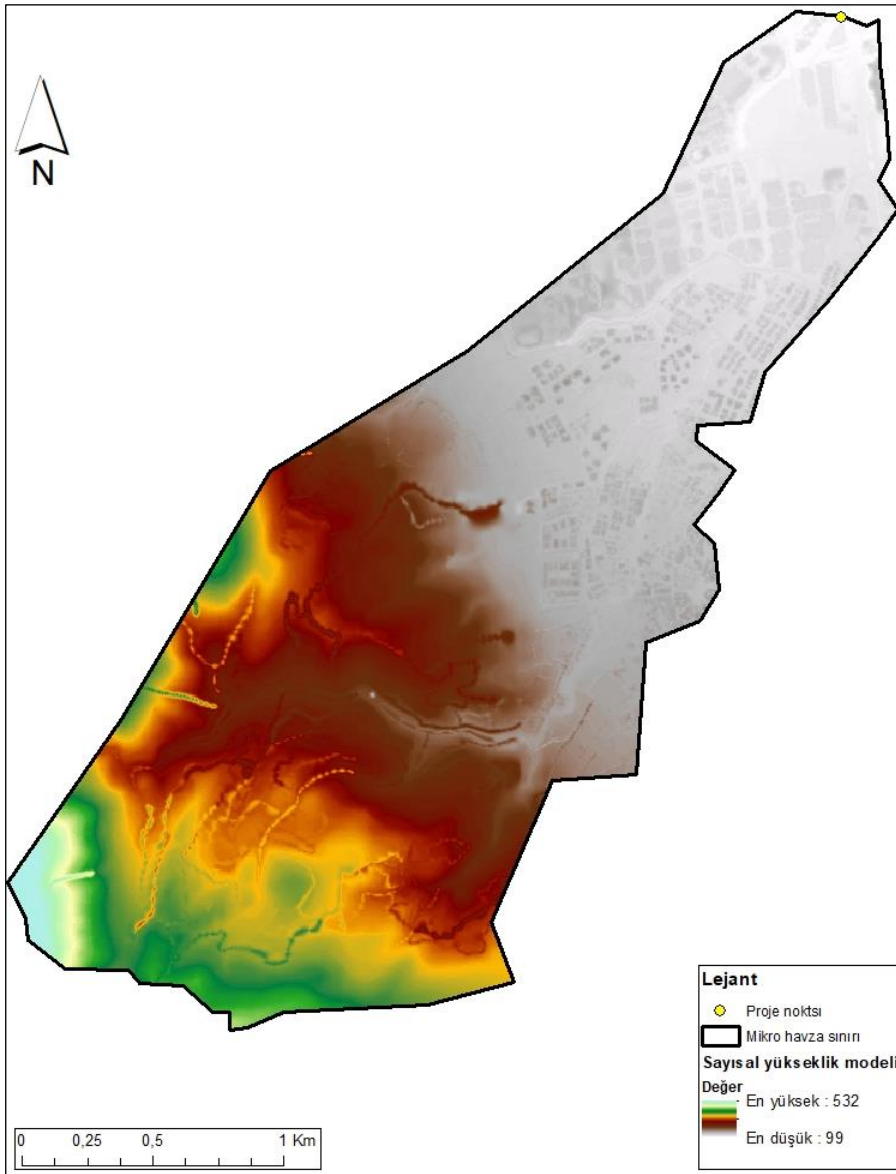 N
Lejant
Proje noktsı
Mikro havza sınırı
Sayısal yükseklik modeli
Değer
En yüksek : 532
En düşük : 99
0 0,25 0,5 1 Km